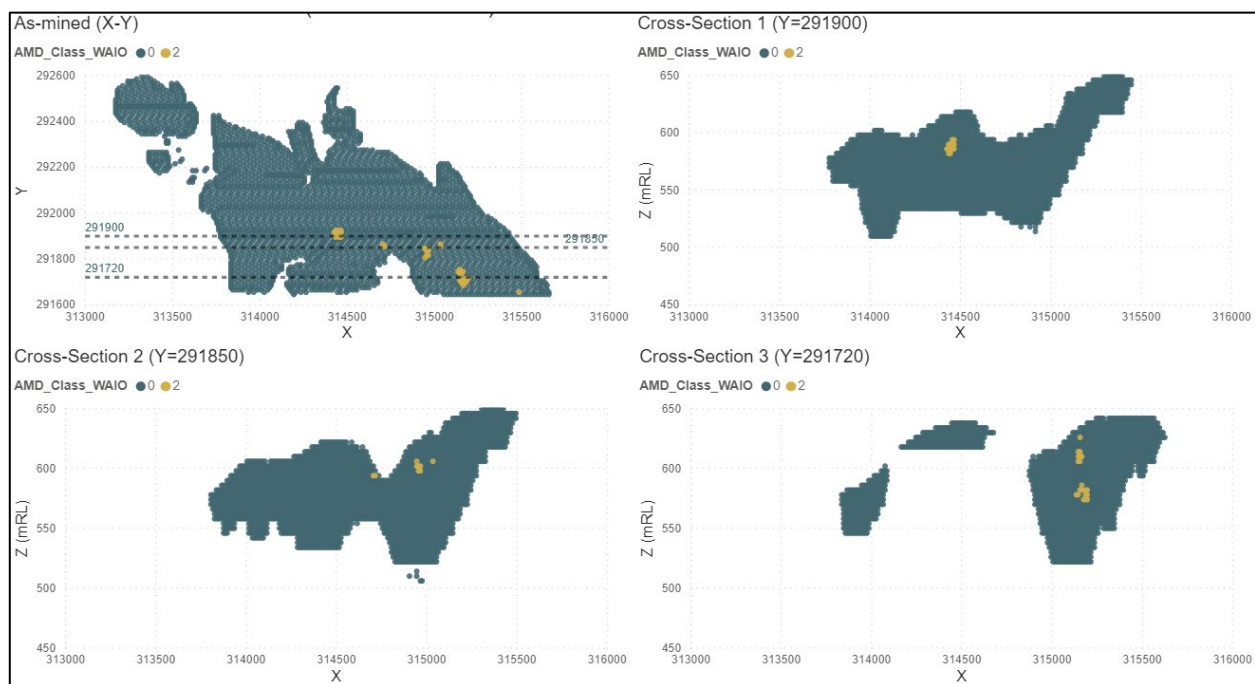 As-mined (X-Y)
AMD_Class_WAIO 0 2
292600
292400
292200
292000
291800
291600
Y
291900
291850
291720
313000 313500 314000 314500 315000 315500 316000
X
Cross-Section 1 (Y=291900)
AMD_Class_WAIO 0 2
650
600
550
500
450
Z (mRL)
313000 313500 314000 314500 315000 315500 316000
X
Cross-Section 2 (Y=291850)
AMD_Class_WAIO 0 2
650
600
550
500
450
Z (mRL)
313000 313500 314000 314500 315000 315500 316000
X
Cross-Section 3 (Y=291720)
AMD_Class_WAIO 0 2
650
600
550
500
450
Z (mRL)
313000 313500 314000 314500 315000 315500 316000
X